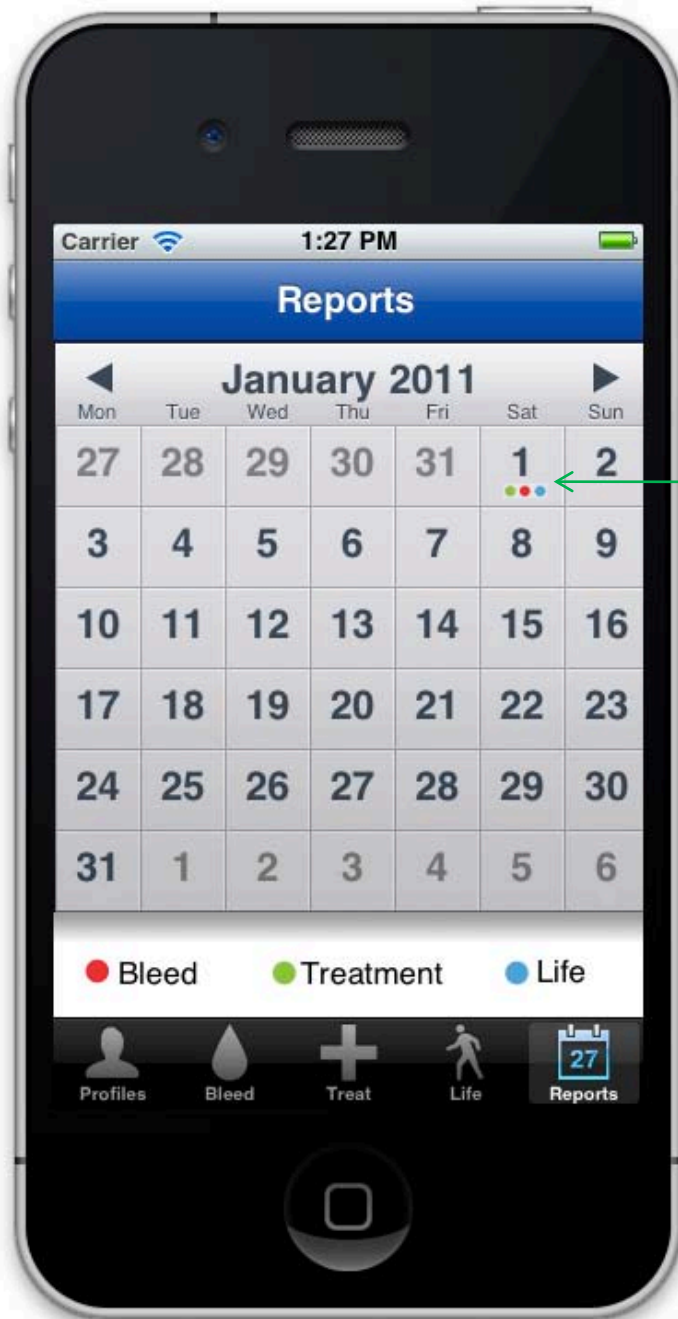 Carrier 1:27 PM
Reports
January 2011
Mon Tue Wed Thu Fri Sat Sun
27 28 29 30 31 1 2
3 4 5 6 7 8 9
10 11 12 13 14 15 16
17 18 19 20 21 22 23
24 25 26 27 28 29 30
31 1 2 3 4 5 6
Bleed Treatment Life
27
Profiles Bleed Treat Life Reports